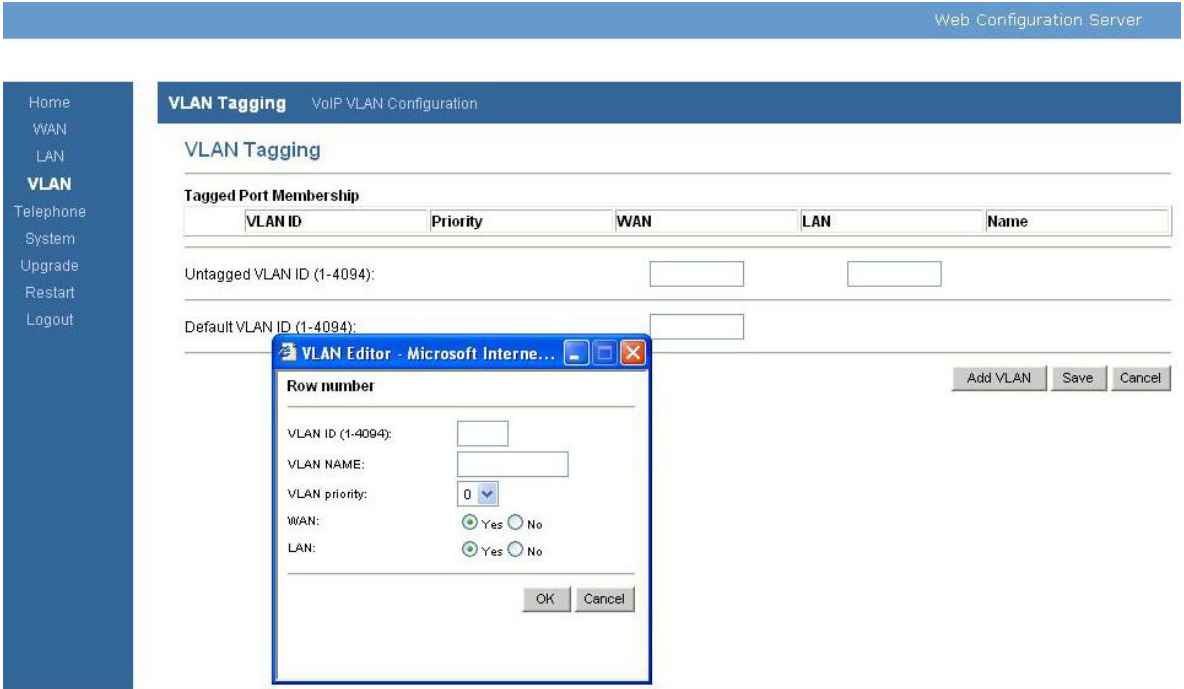 Web Configuration Server
Home
WAN
LAN
VLAN
Telephone
System
Upgrade
Restart
Logout
VLAN Tagging VoIP VLAN Configuration
VLAN Tagging
Tagged Port Membership
VLAN ID Priority WAN LAN Name
Untagged VLAN ID (1-4094):
Default VLAN ID (1-4094):
Add VLAN Save Cancel
VLAN Editor - Microsoft Interne...
Row number
VLAN ID (1-4094):
VLAN NAME:
VLAN priority: 0
WAN: Yes No
LAN: Yes No
OK Cancel